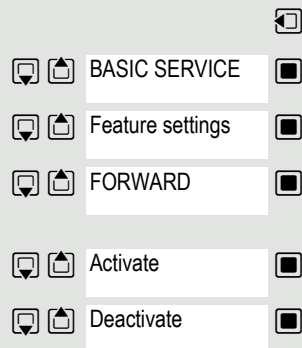 BASIC SERVICE
Feature settings
FORWARD
Activate
Deactivate